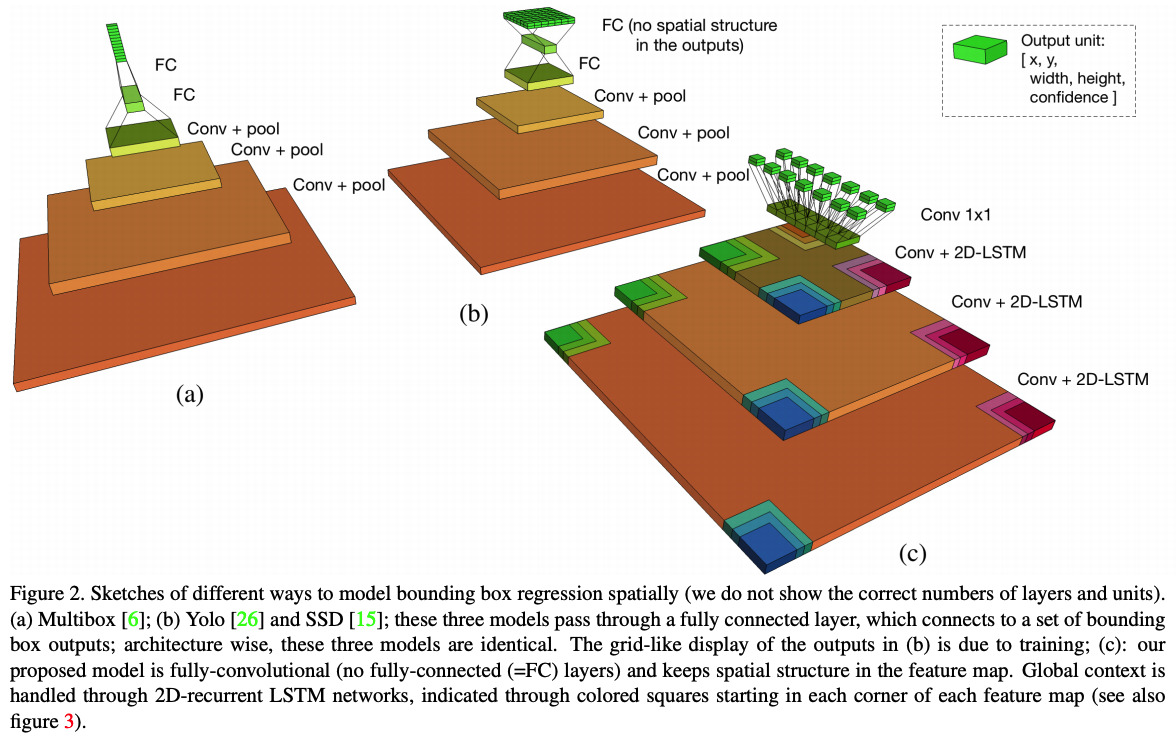 FC
FC
Conv + pool
Conv + pool
Conv + pool
(a)
FC (no spatial structure
in the outputs)
FC
Conv + pool
Conv + pool
Conv + pool
(b)
Output unit:
[ x, y,
width, height,
confidence ]
Conv 1x1
Conv + 2D-LSTM
Conv + 2D-LSTM
Conv + 2D-LSTM
(c)
Figure 2. Sketches of different ways to model bounding box regression spatially (we do not show the correct numbers of layers and units).
(a) Multibox [6]; (b) Yolo [26] and SSD [15]; these three models pass through a fully connected layer, which connects to a set of bounding
box outputs; architecture wise, these three models are identical. The grid-like display of the outputs in (b) is due to training; (c): our
proposed model is fully-convolutional (no fully-connected (=FC) layers) and keeps spatial structure in the feature map. Global context is
handled through 2D-recurrent LSTM networks, indicated through colored squares starting in each corner of each feature map (see also
figure 3).